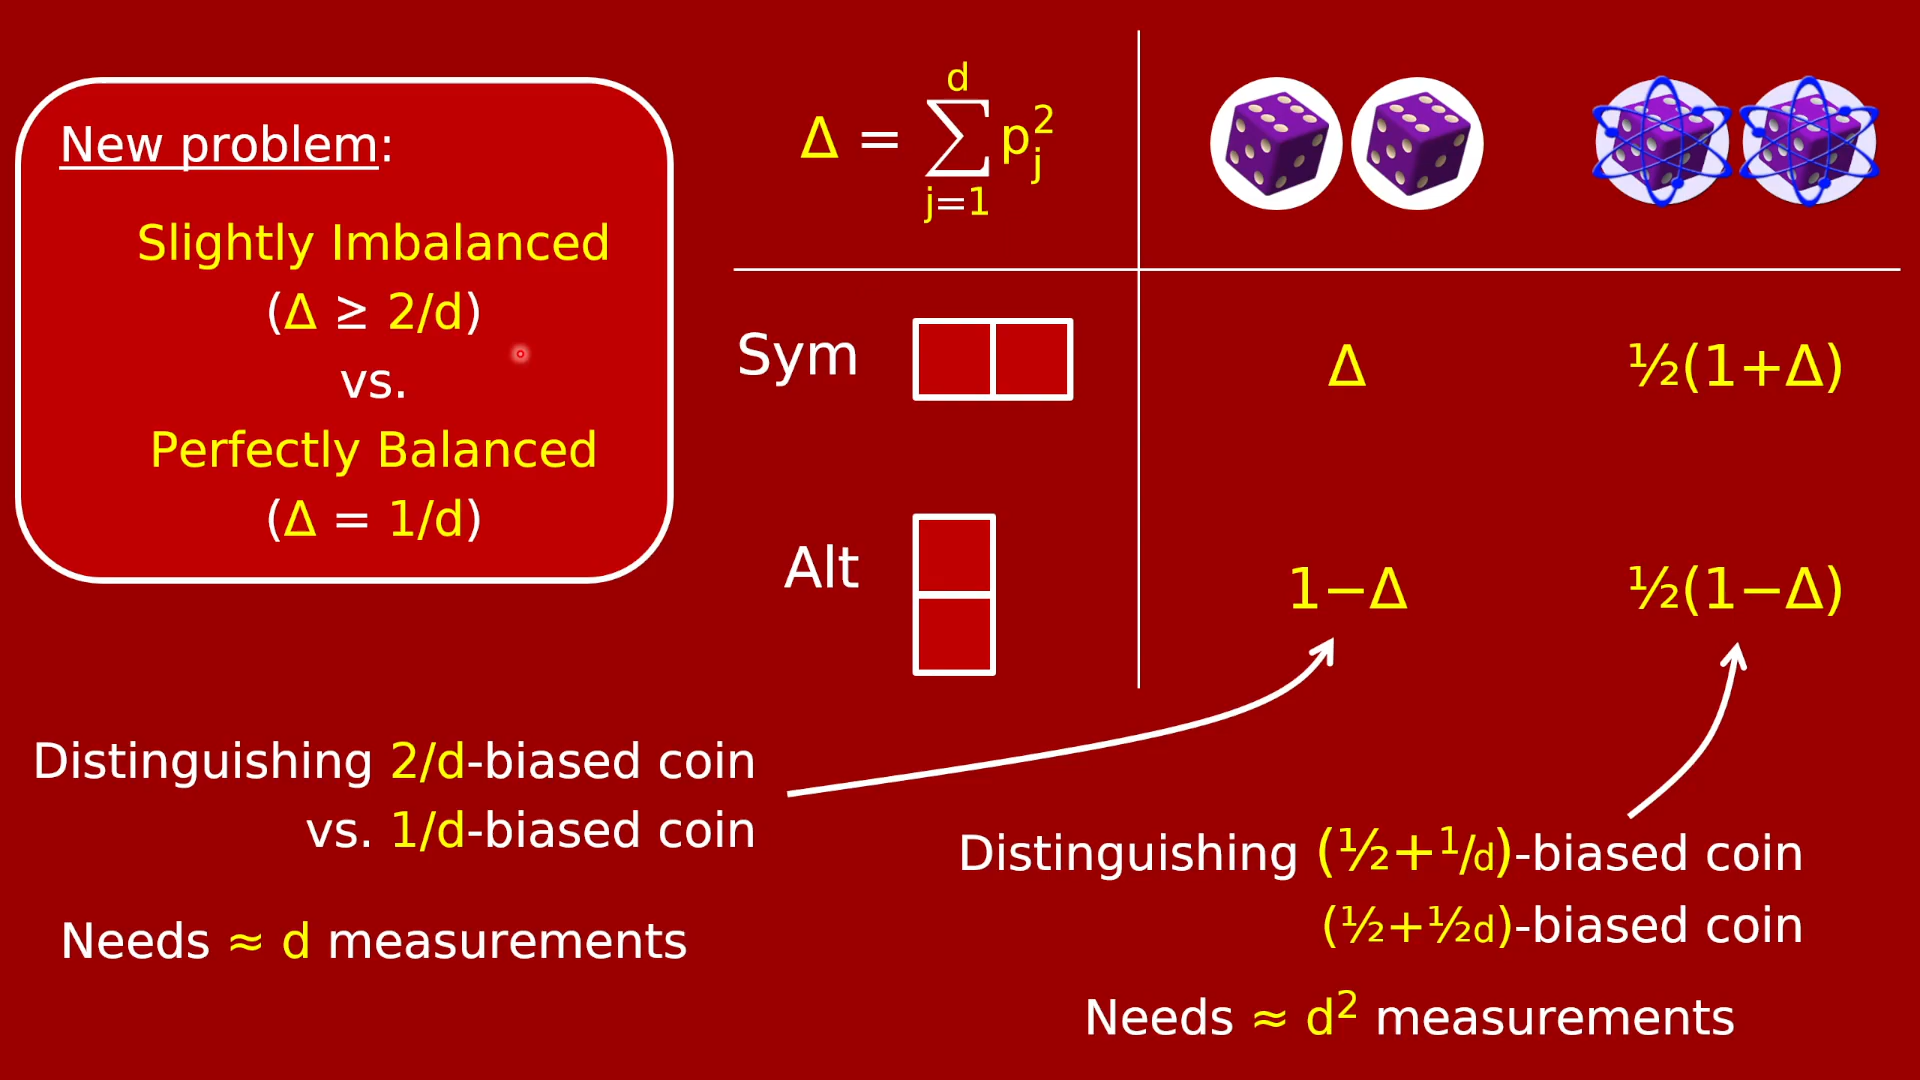 New problem:
Slightly Imbalanced
(Δ ≥ 2/d)
vs.
Perfectly Balanced
(Δ = 1/d)
d
Δ = ∑ p_j^2
j=1
Sym
Δ
½(1+Δ)
Alt
1−Δ
½(1−Δ)
Distinguishing 2/d-biased coin
vs. 1/d-biased coin
Needs ≈ d measurements
Distinguishing (½+¹/d)-biased coin
(½+½d)-biased coin
Needs ≈ d² measurements